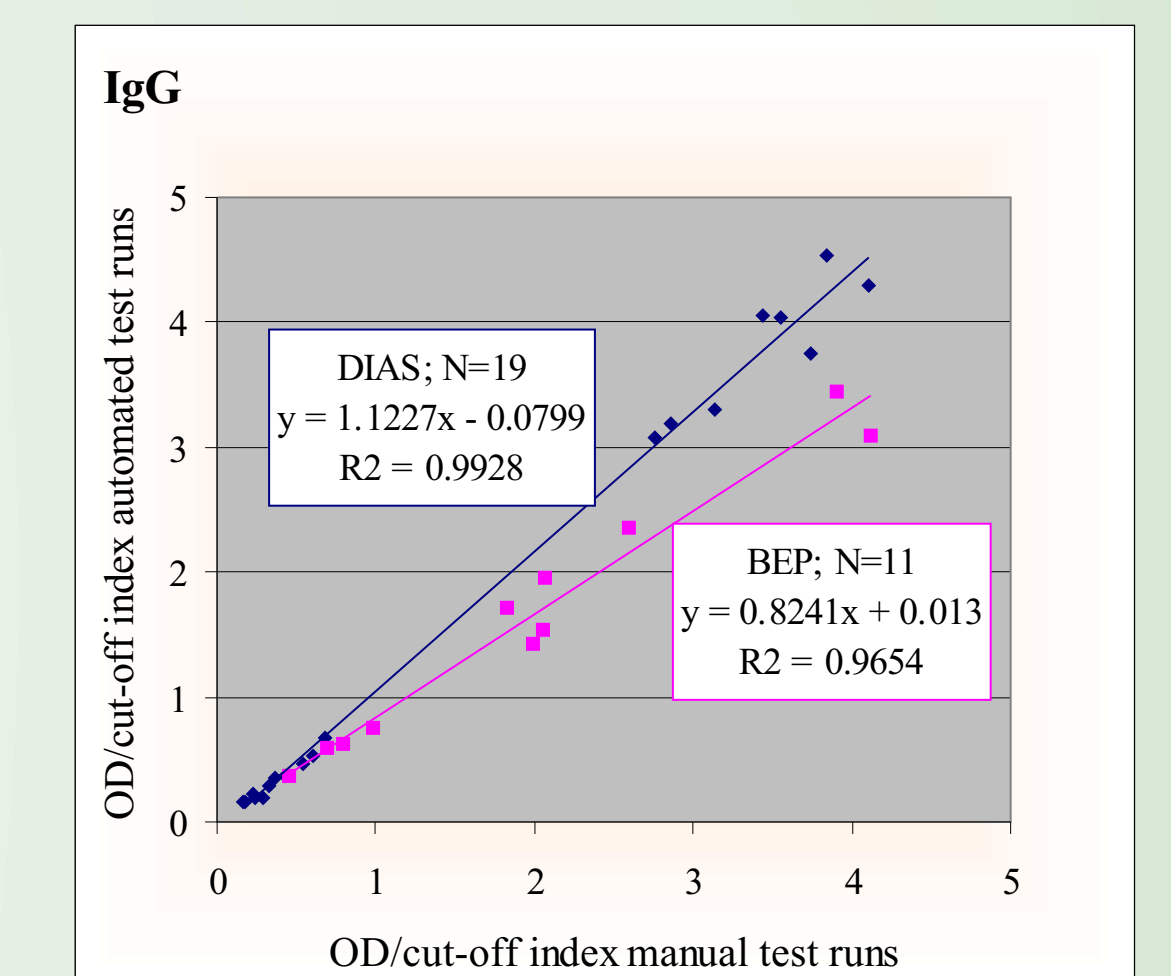 IgG
OD/cut-off index automated test runs
5
4
3
2
1
0
DIAS; N=19
y = 1.1227x - 0.0799
R2 = 0.9928
BEP; N=11
y = 0.8241x + 0.013
R2 = 0.9654
0 1 2 3 4 5
OD/cut-off index manual test runs